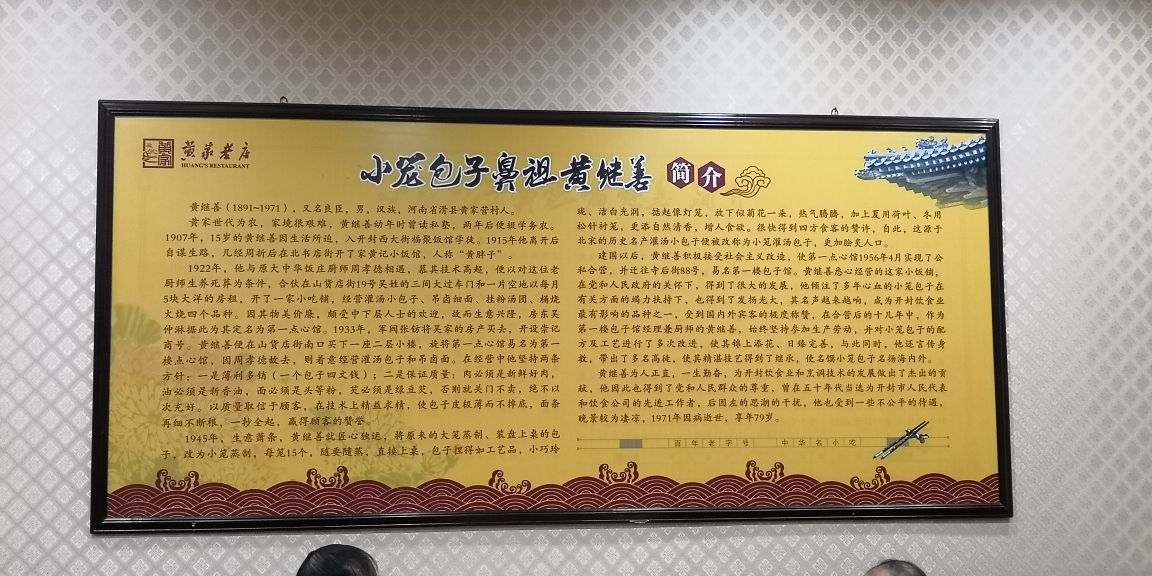 黄家老店
HUANG'S RESTAURANT
小笼包子鼻祖黄继善 简介
黄继善（1891~1971），又名良臣，男，汉族，河南省滑县黄家营村人。
黄家世代为农，家境很艰难，黄继善幼年时曾读私塾，两年后便辍学务农。
1907年，15岁的黄继善因生活所迫，入开封西大街福聚饭馆学徒。1915年他离开后
自谋生路，几经周折后在北书店街开了家黄记小饭馆，人称“黄胖子”。
1922年，他与原大中华饭庄厨师周孝德相遇，慕其技术高超，便以对这位老
厨师生养死葬为条件，合伙在山货店街19号吴姓的三间大过车门和一片空地以每月
5块大洋的房租，开了一家小吃铺，经营灌汤小包子、吊卤细面、挂粉汤团、桶烧
火烧四个品种。因其物美价廉，颇受中下层人士的欢迎，故而生意兴隆，房东吴
仲淋据此为其定名为第一点心馆。1933年，军阀张钫将吴家的房产买去，开设崇记
商号。黄继善便在山货店街南口买下一座二层小楼，旋将第一点心馆易名为第一
楼点心馆，因周孝德故去，则着意经营灌汤包子和吊卤面。在经营中他坚持两条
方针：一是薄利多销（一个包子四文钱）；二是保证质量：肉必须是新鲜好肉，
油必须是新香油，面必须是头等粉，芡必须是绿豆芡，否则就关门不卖，绝不以
次充好。以质量取信于顾客，在技术上精益求精，使包子皮极薄而不掉底，面条
再细不断根，一秒全起，赢得顾客的赞誉。
1945年，生意萧条，黄继善就匠心独运，将原来的大笼蒸制、装盘上桌的包
子，改为小笼蒸制，每笼15个，随要随蒸，直接上桌，包子捏得如工艺品，小巧玲
珑、洁白光润，掂起像灯笼，放下似菊花一朵，热气腾腾，加上夏用荷叶、冬用
松针衬笼，更添自然清香，增人食欲。很快得到四方食客的赞许，自此，这源于
北宋的历史名产灌汤小包子便被改称为小笼灌汤包子，更加脍炙人口。
建国以后，黄继善积极接受社会主义改造，使第一点心馆1956年4月实现了公
私合营，并迁往寺后街88号，易名第一楼包子馆。黄继善悉心经营的这家小饭铺，
在党和人民政府的关怀下，得到了很大的发展，他倾注了多年心血的小笼包子在
有关方面的竭力扶持下，也得到了发扬光大，其名声越来越响，成为开封饮食业
最有影响的品种之一，受到国内外宾客的极度称赞，在合营后的十几年中，作为
第一楼包子馆经理兼厨师的黄继善，始终坚持参加生产劳动，并对小笼包子的配
方及工艺进行了多次改进，使其锦上添花、日臻完善，与此同时，他还言传身
教，带出了多名高徒，使其精湛技艺得到了继承，使名馔小笼包子名扬海内外。
黄继善为人正直，一生勤奋，为开封饮食业和烹调技术的发展做出了杰出的贡
献，他因此也得到了党和人民群众的尊重，曾在五十年代当选为开封市人民代表
和饮食公司的先进工作者，后因左的思潮的干扰，他也受到一些不公平的待遇，
晚景较为凄凉，1971年因病逝世，享年79岁。
百年老字号 中华名小吃